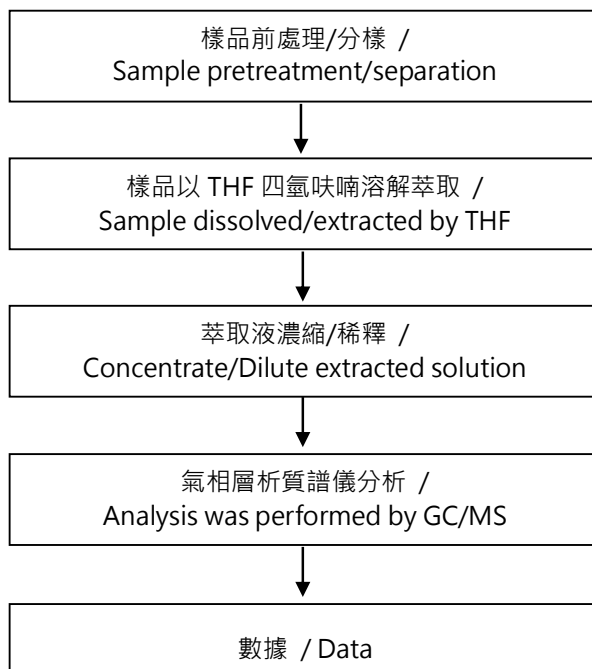 樣品前處理/分樣 /
Sample pretreatment/separation
樣品以 THF 四氫呋喃溶解萃取 /
Sample dissolved/extracted by THF
萃取液濃縮/稀釋 /
Concentrate/Dilute extracted solution
氣相層析質譜儀分析 /
Analysis was performed by GC/MS
數據 / Data